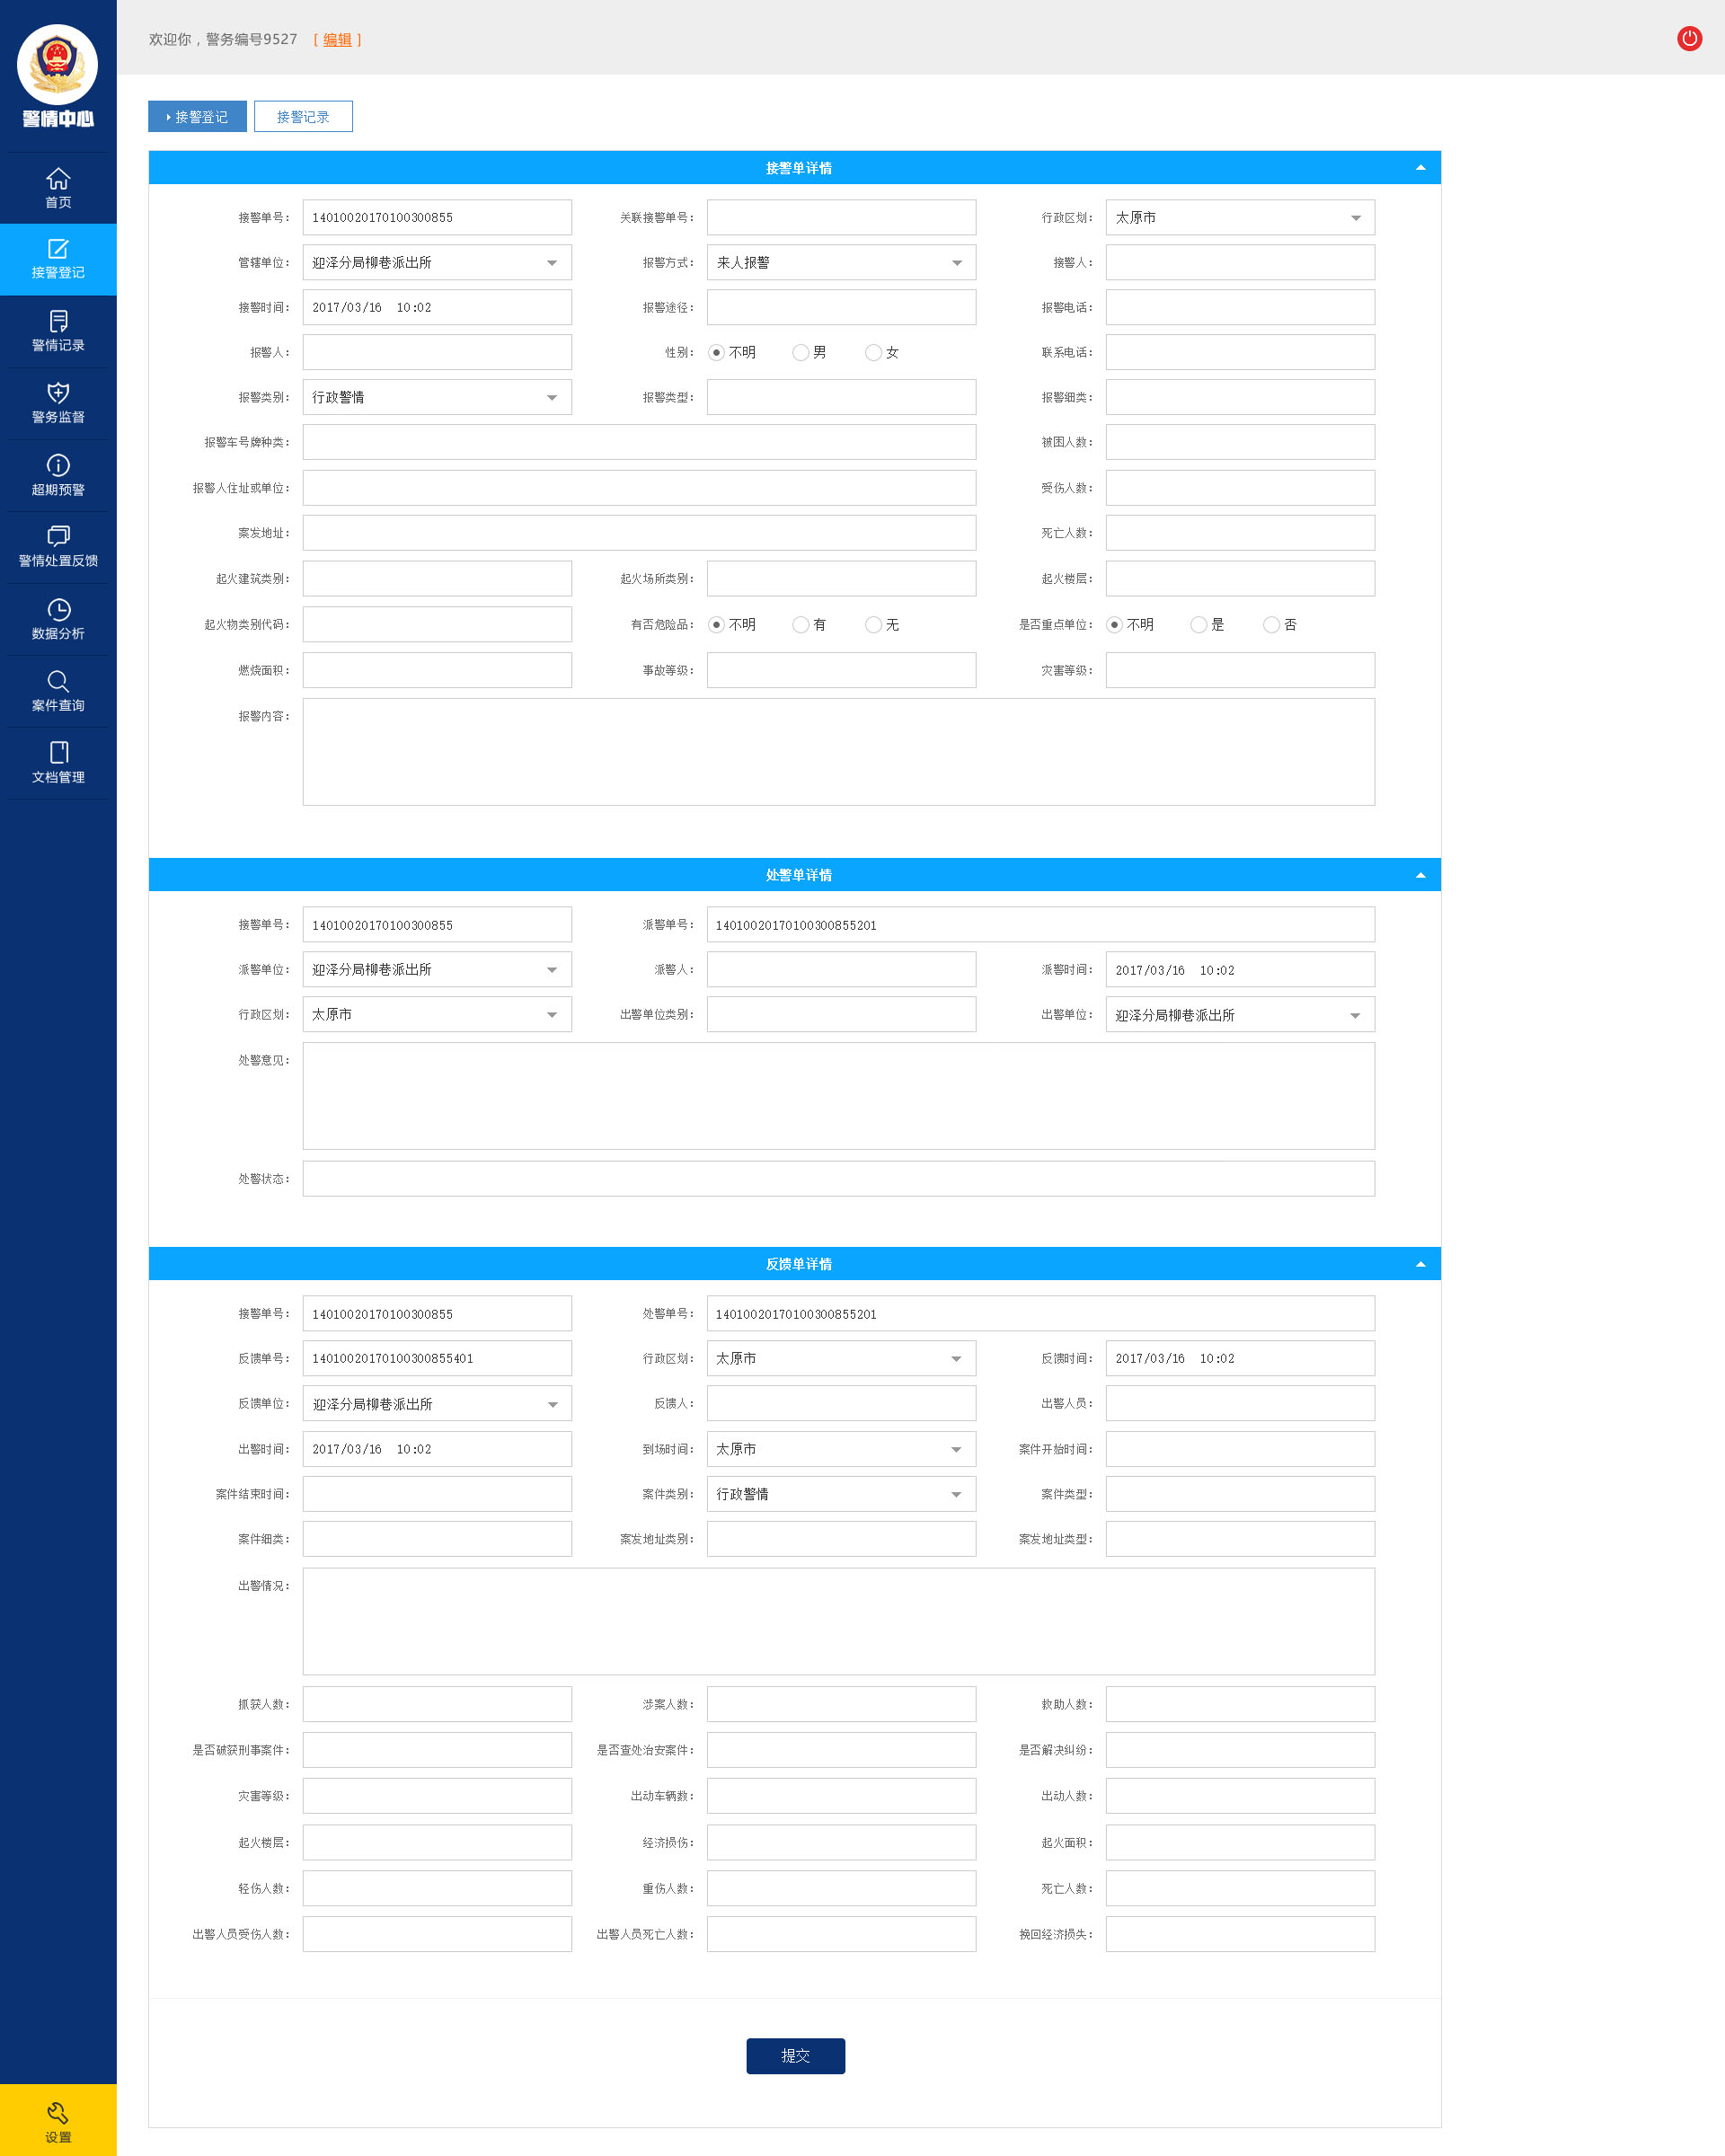 欢迎你，警务编号9527 [ 编辑 ]
警情中心
首页
接警登记
警情记录
警务监督
超期预警
警情处置反馈
数据分析
案件查询
文档管理
设置
接警登记 接警记录
接警单详情
接警单号: 14010020170100300855 关联接警单号: 行政区划: 太原市
管辖单位: 迎泽分局柳巷派出所 报警方式: 来人报警 接警人:
接警时间: 2017/03/16 10:02 报警途径: 报警电话:
报警人: 性别: 不明 男 女 联系电话:
报警类别: 行政警情 报警类型: 报警细类:
报警车号牌种类: 被困人数:
报警人住址或单位: 受伤人数:
案发地址: 死亡人数:
起火建筑类别: 起火场所类别: 起火楼层:
起火物类别代码: 有否危险品: 不明 有 无 是否重点单位: 不明 是 否
燃烧面积: 事故等级: 灾害等级:
报警内容:
处警单详情
接警单号: 14010020170100300855 派警单号: 14010020170100300855201
派警单位: 迎泽分局柳巷派出所 派警人: 派警时间: 2017/03/16 10:02
行政区划: 太原市 出警单位类别: 出警单位: 迎泽分局柳巷派出所
处警意见:
处警状态:
反馈单详情
接警单号: 14010020170100300855 处警单号: 14010020170100300855201
反馈单号: 14010020170100300855401 行政区划: 太原市 反馈时间: 2017/03/16 10:02
反馈单位: 迎泽分局柳巷派出所 反馈人: 出警人员:
出警时间: 2017/03/16 10:02 到场时间: 太原市 案件开始时间:
案件结束时间: 案件类别: 行政警情 案件类型:
案件细类: 案发地址类别: 案发地址类型:
出警情况:
抓获人数: 涉案人数: 救助人数:
是否破获刑事案件: 是否查处治安案件: 是否解决纠纷:
灾害等级: 出动车辆数: 出动人数:
起火楼层: 经济损伤: 起火面积:
轻伤人数: 重伤人数: 死亡人数:
出警人员受伤人数: 出警人员死亡人数: 挽回经济损失:
提交